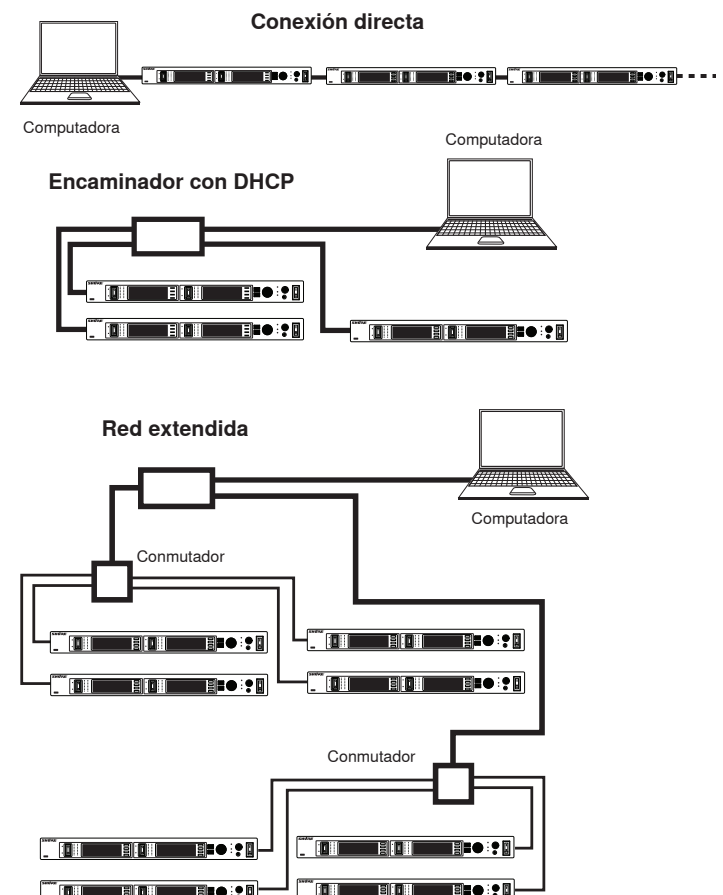 Conexión directa
Computadora
Computadora
Encaminador con DHCP
Red extendida
Computadora
Conmutador
Conmutador